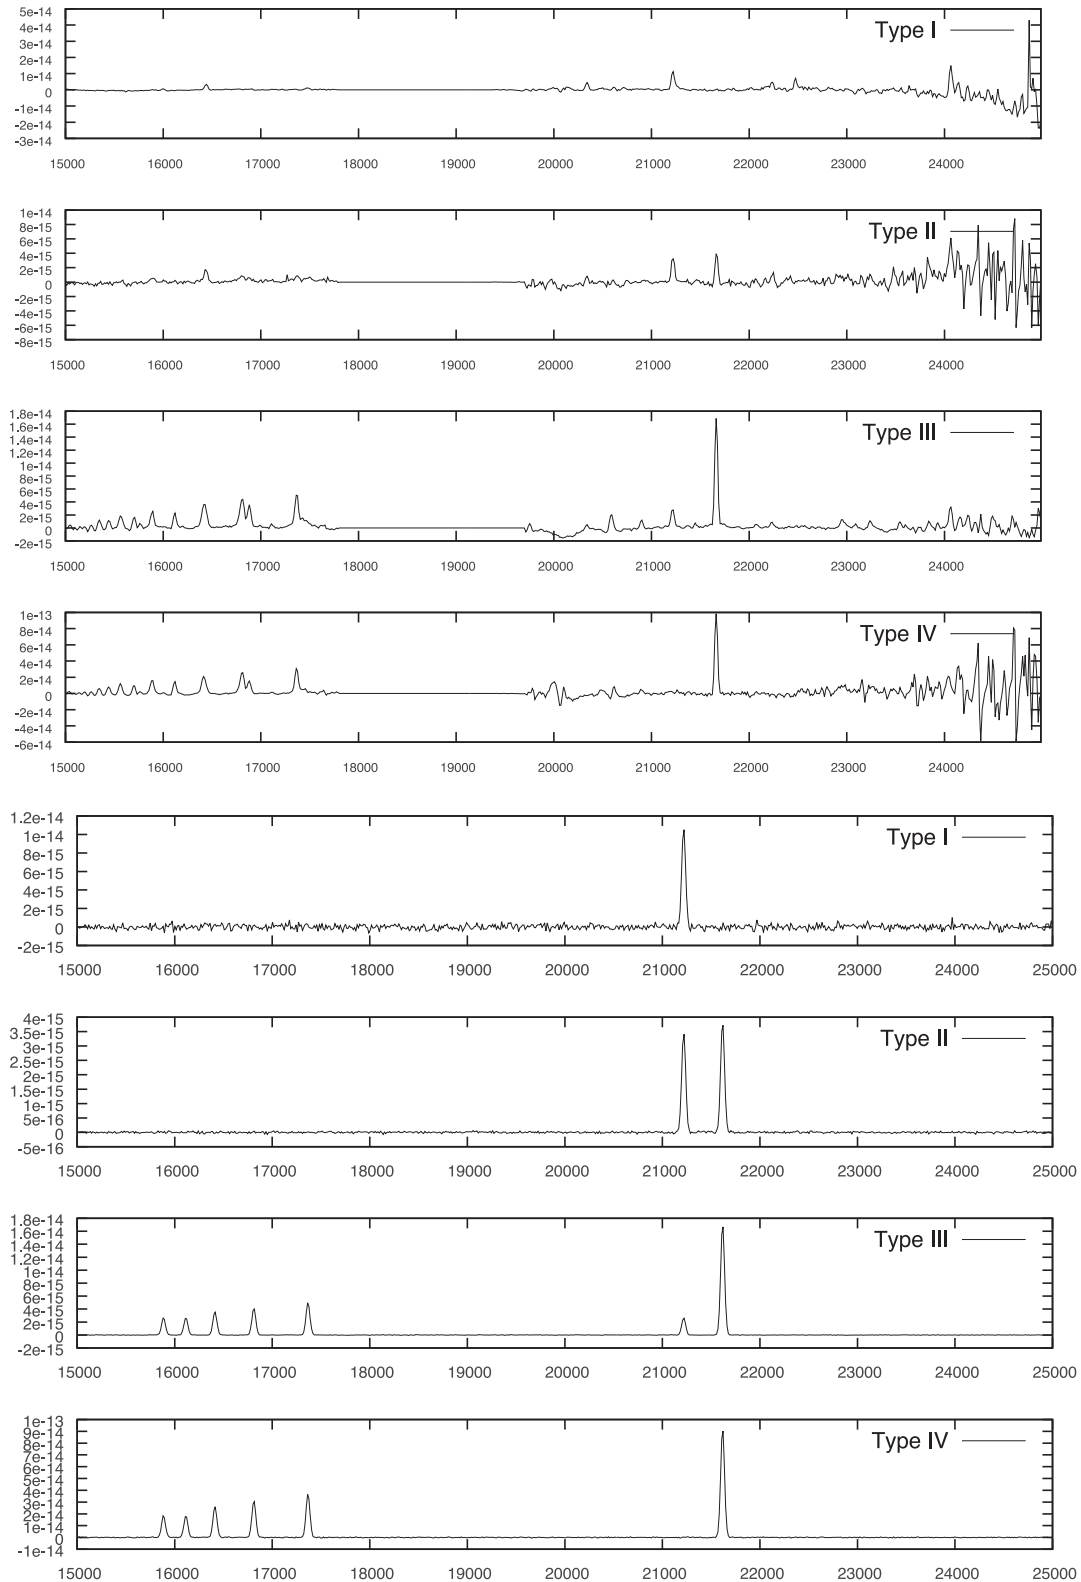 5e-14
4e-14
3e-14
2e-14
1e-14
0
-1e-14
-2e-14
-3e-14
Type I
15000 16000 17000 18000 19000 20000 21000 22000 23000 24000
1e-14
8e-15
6e-15
4e-15
2e-15
0
-2e-15
-4e-15
-6e-15
-8e-15
Type II
15000 16000 17000 18000 19000 20000 21000 22000 23000 24000
1.8e-14
1.6e-14
1.4e-14
1.2e-14
1e-14
8e-15
6e-15
4e-15
2e-15
0
-2e-15
Type III
15000 16000 17000 18000 19000 20000 21000 22000 23000 24000
1e-13
8e-14
6e-14
4e-14
2e-14
0
-2e-14
-4e-14
-6e-14
Type IV
15000 16000 17000 18000 19000 20000 21000 22000 23000 24000
1.2e-14
1e-14
8e-15
6e-15
4e-15
2e-15
0
-2e-15
Type I
15000 16000 17000 18000 19000 20000 21000 22000 23000 24000 25000
4e-15
3.5e-15
3e-15
2.5e-15
2e-15
1.5e-15
1e-15
5e-16
0
-5e-16
Type II
15000 16000 17000 18000 19000 20000 21000 22000 23000 24000 25000
1.8e-14
1.6e-14
1.4e-14
1.2e-14
1e-14
8e-15
6e-15
4e-15
2e-15
0
-2e-15
Type III
15000 16000 17000 18000 19000 20000 21000 22000 23000 24000 25000
1e-13
9e-14
8e-14
7e-14
6e-14
5e-14
4e-14
3e-14
2e-14
1e-14
0
-1e-14
Type IV
15000 16000 17000 18000 19000 20000 21000 22000 23000 24000 25000